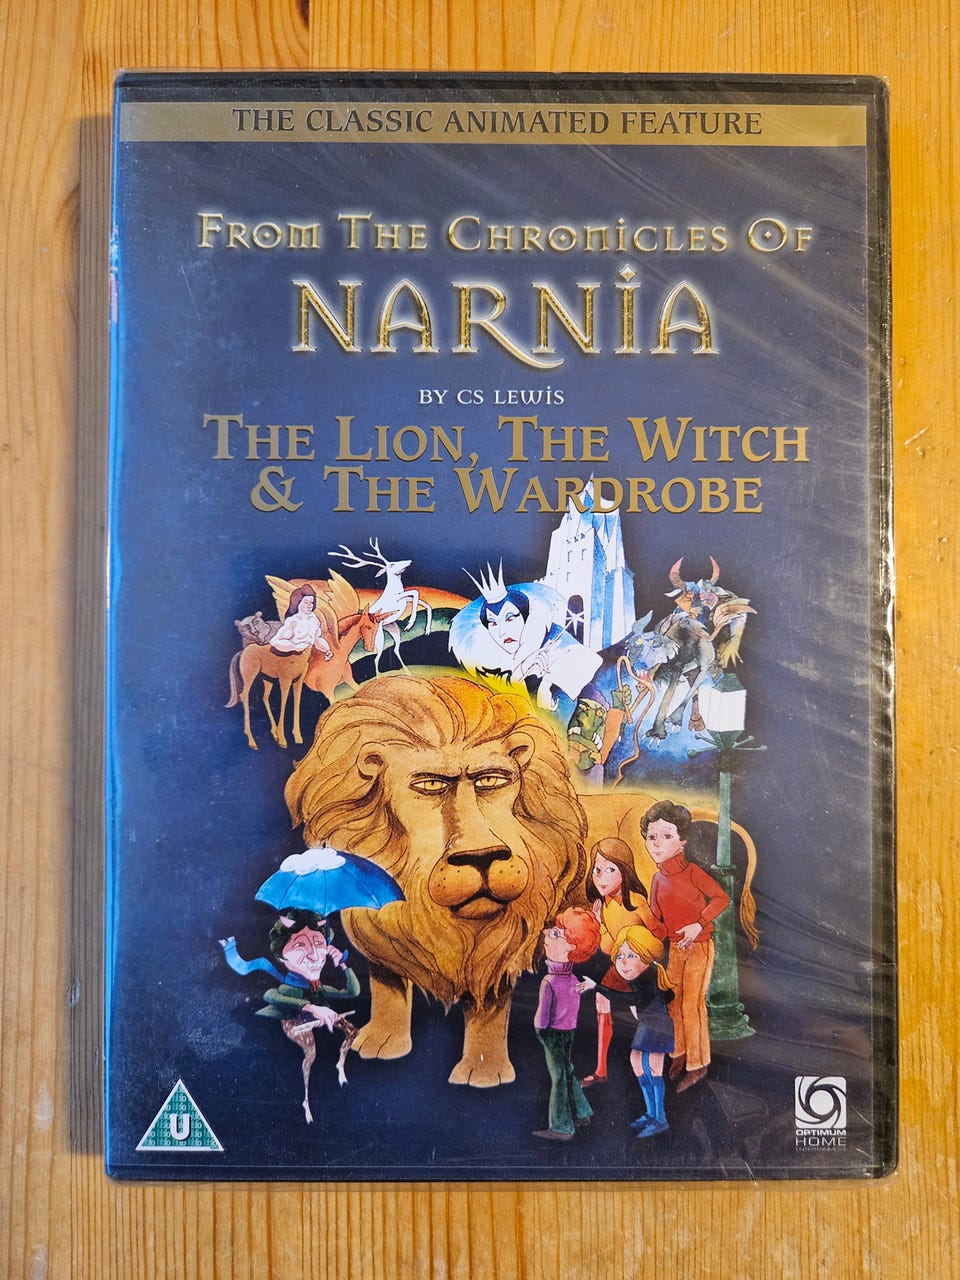 THE CLASSIC ANIMATED FEATURE
FROM THE CHRONICLES OF
NARNIA
BY CS LEWIS
THE LION, THE WITCH
& THE WARDROBE
U
OPTIMUM
HOME
ENTERTAINMENT